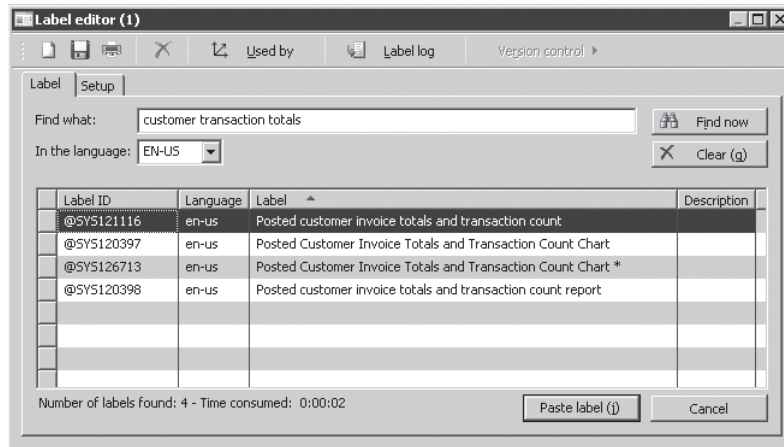 Label editor (1)
Used by Label log Version control
Label Setup
Find what: customer transaction totals Find now
In the language: EN-US Clear (g)
Label ID Language Label Description
@SYS121116 en-us Posted customer invoice totals and transaction count
@SYS120397 en-us Posted Customer Invoice Totals and Transaction Count Chart
@SYS126713 en-us Posted Customer Invoice Totals and Transaction Count Chart *
@SYS120398 en-us Posted customer invoice totals and transaction count report
Number of labels found: 4 - Time consumed: 0:00:02 Paste label (i) Cancel